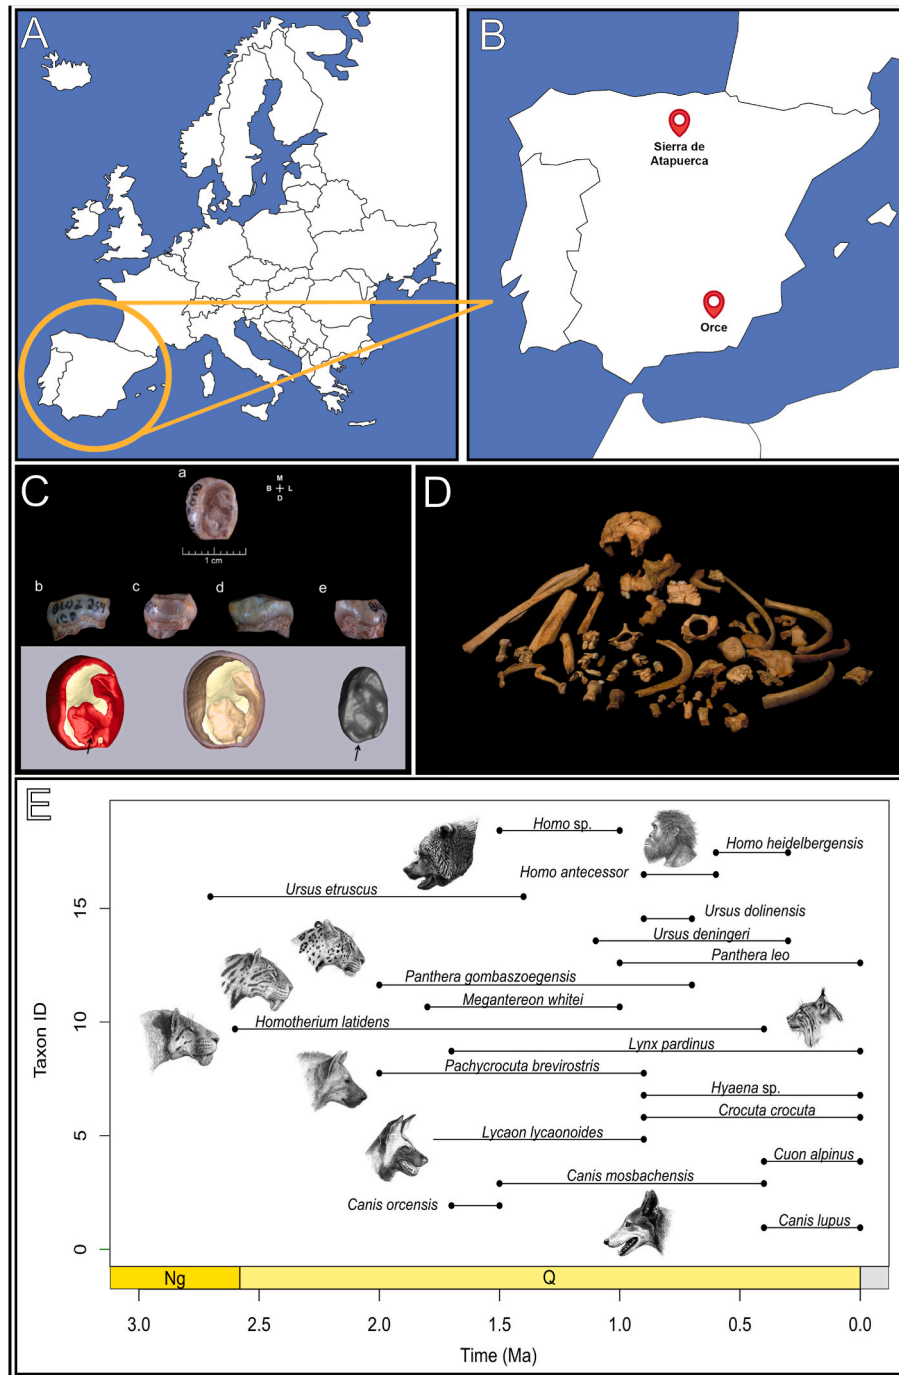 A
B
Sierra de
Atapuerca
Orce
C
a
M
B L
D
1 cm
b c d e
D
E
Homo sp.
Homo heidelbergensis
Homo antecessor
Ursus etruscus
Ursus dolinensis
Ursus deningeri
Panthera leo
Panthera gombaszoegensis
Megantereon whitei
Homotherium latidens
Lynx pardinus
Pachycrocuta brevirostris
Hyaena sp.
Crocuta crocuta
Lycaon lycaonoides
Cuon alpinus
Canis mosbachensis
Canis orcensis
Canis lupus
Taxon ID
15
10
5
0
Ng
Q
3.0 2.5 2.0 1.5 1.0 0.5 0.0
Time (Ma)